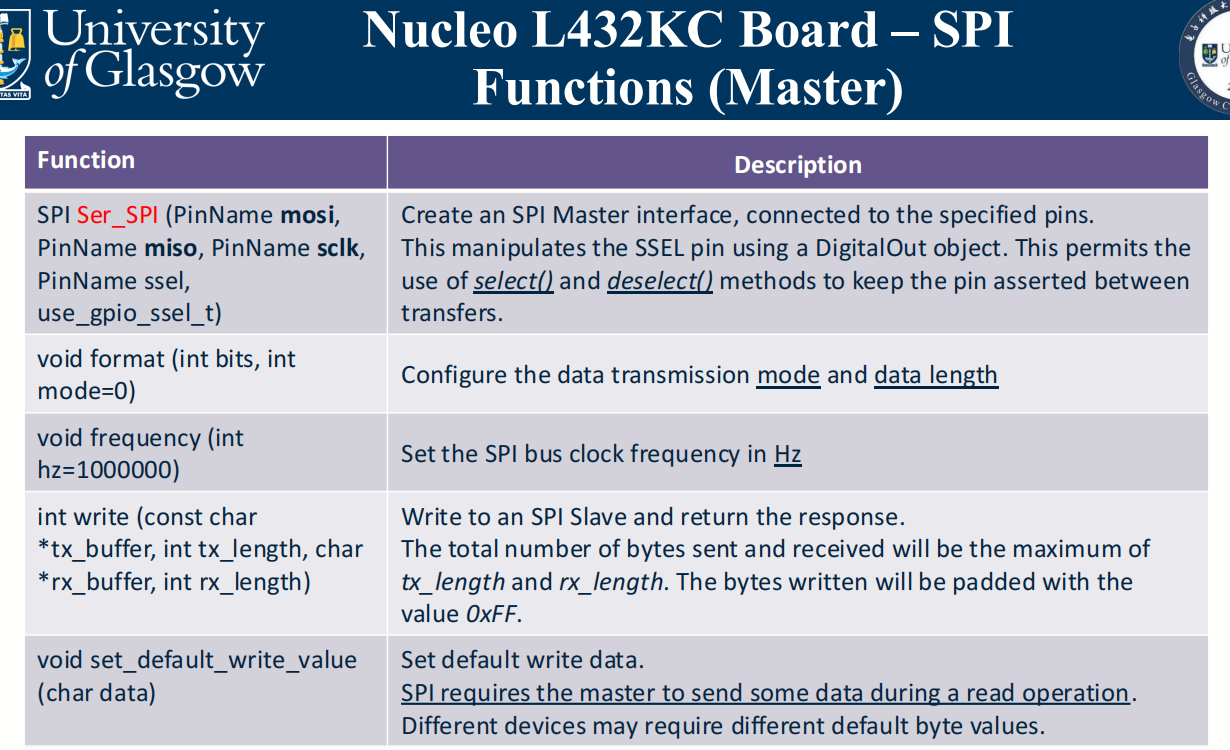 University
of Glasgow
TAS VITA
Nucleo L432KC Board – SPI
Functions (Master)
Glasgow C
Function
Description
SPI Ser_SPI (PinName mosi,
PinName miso, PinName sclk,
PinName ssel,
use_gpio_ssel_t)
Create an SPI Master interface, connected to the specified pins.
This manipulates the SSEL pin using a DigitalOut object. This permits the
use of select() and deselect() methods to keep the pin asserted between
transfers.
void format (int bits, int
mode=0)
Configure the data transmission mode and data length
void frequency (int
hz=1000000)
Set the SPI bus clock frequency in Hz
int write (const char
*tx_buffer, int tx_length, char
*rx_buffer, int rx_length)
Write to an SPI Slave and return the response.
The total number of bytes sent and received will be the maximum of
tx_length and rx_length. The bytes written will be padded with the
value 0xFF.
void set_default_write_value
(char data)
Set default write data.
SPI requires the master to send some data during a read operation.
Different devices may require different default byte values.